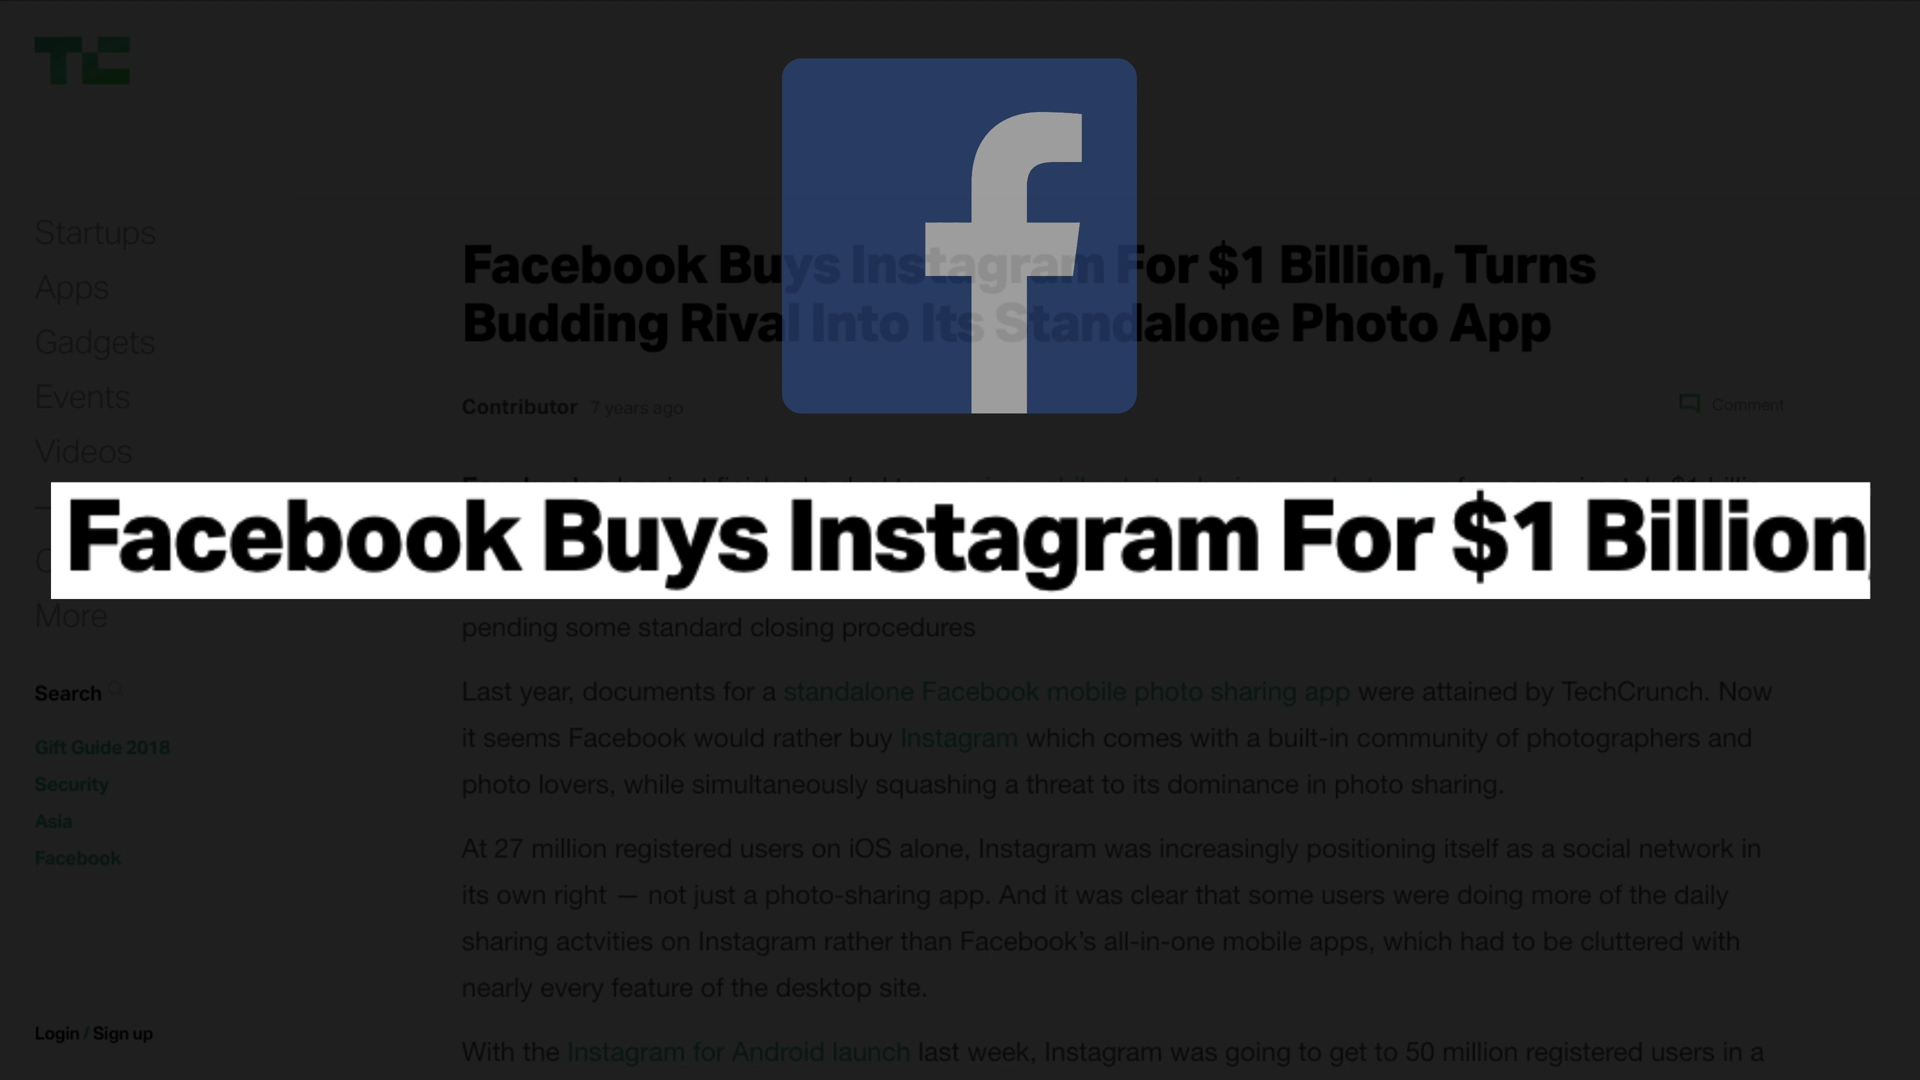 TC
Startups
Apps
Gadgets
Events
Videos
More
Search
Gift Guide 2018
Security
Asia
Facebook
Login / Sign up
f
Facebook Buys Instagram For $1 Billion, Turns
Budding Rival Into Its Standalone Photo App
Contributor 7 years ago
Comment
Facebook Buys Instagram For $1 Billion,
pending some standard closing procedures
Last year, documents for a standalone Facebook mobile photo sharing app were attained by TechCrunch. Now
it seems Facebook would rather buy Instagram which comes with a built-in community of photographers and
photo lovers, while simultaneously squashing a threat to its dominance in photo sharing.
At 27 million registered users on iOS alone, Instagram was increasingly positioning itself as a social network in
its own right — not just a photo-sharing app. And it was clear that some users were doing more of the daily
sharing actvities on Instagram rather than Facebook's all-in-one mobile apps, which had to be cluttered with
nearly every feature of the desktop site.
With the Instagram for Android launch last week, Instagram was going to get to 50 million registered users in a